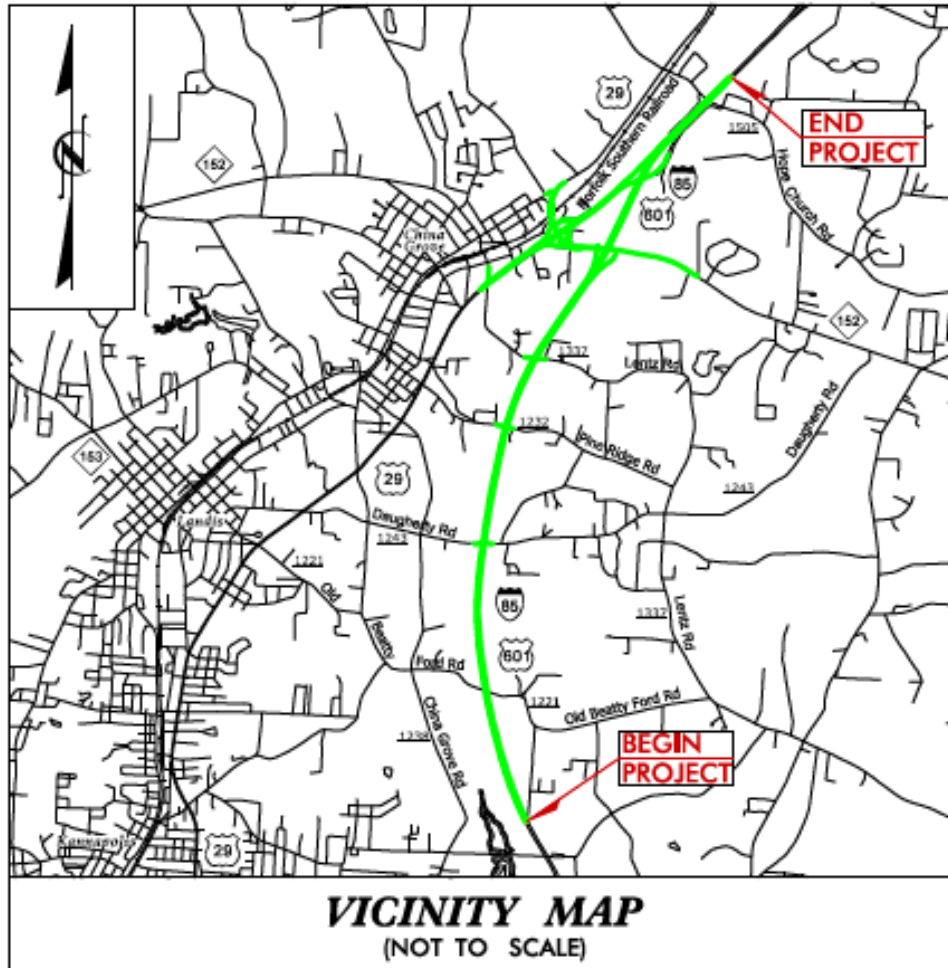 N
29
Norfolk Southern Railroad
END
PROJECT
1505
152
85
601
Hope Church Rd
China
Grove
152
1337
Lentz Rd
1232
Pine Ridge Rd
Daugherty Rd
153
29
1243
Landis
Daugherty Rd
1243
1221
Old
85
1337
Lentz Rd
Beatty
Ford Rd
601
1221
Old Beatty Ford Rd
China Grove Rd
1238
BEGIN
PROJECT
Kannapolis
29
VICINITY MAP
(NOT TO SCALE)